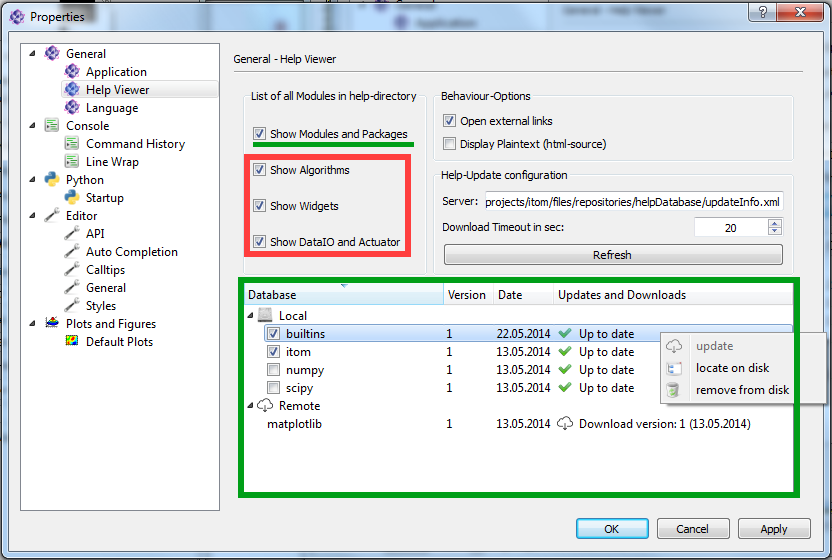 Properties
?
General
Application
Help Viewer
Language
Console
Command History
Line Wrap
Python
Startup
Editor
API
Auto Completion
Calltips
General
Styles
Plots and Figures
Default Plots
General - Help Viewer
List of all Modules in help-directory
Show Modules and Packages
Show Algorithms
Show Widgets
Show DataIO and Actuator
Behaviour-Options
Open external links
Display Plaintext (html-source)
Help-Update configuration
Server: projects/itom/files/repositories/helpDatabase/updateInfo.xml
Download Timeout in sec: 20
Refresh
Database Version Date Updates and Downloads
Local
builtins 1 22.05.2014 Up to date
itom 1 13.05.2014 Up to date
numpy 1 13.05.2014 Up to date
scipy 1 13.05.2014 Up to date
Remote
matplotlib 1 13.05.2014 Download version: 1 (13.05.2014)
update
locate on disk
remove from disk
OK Cancel Apply